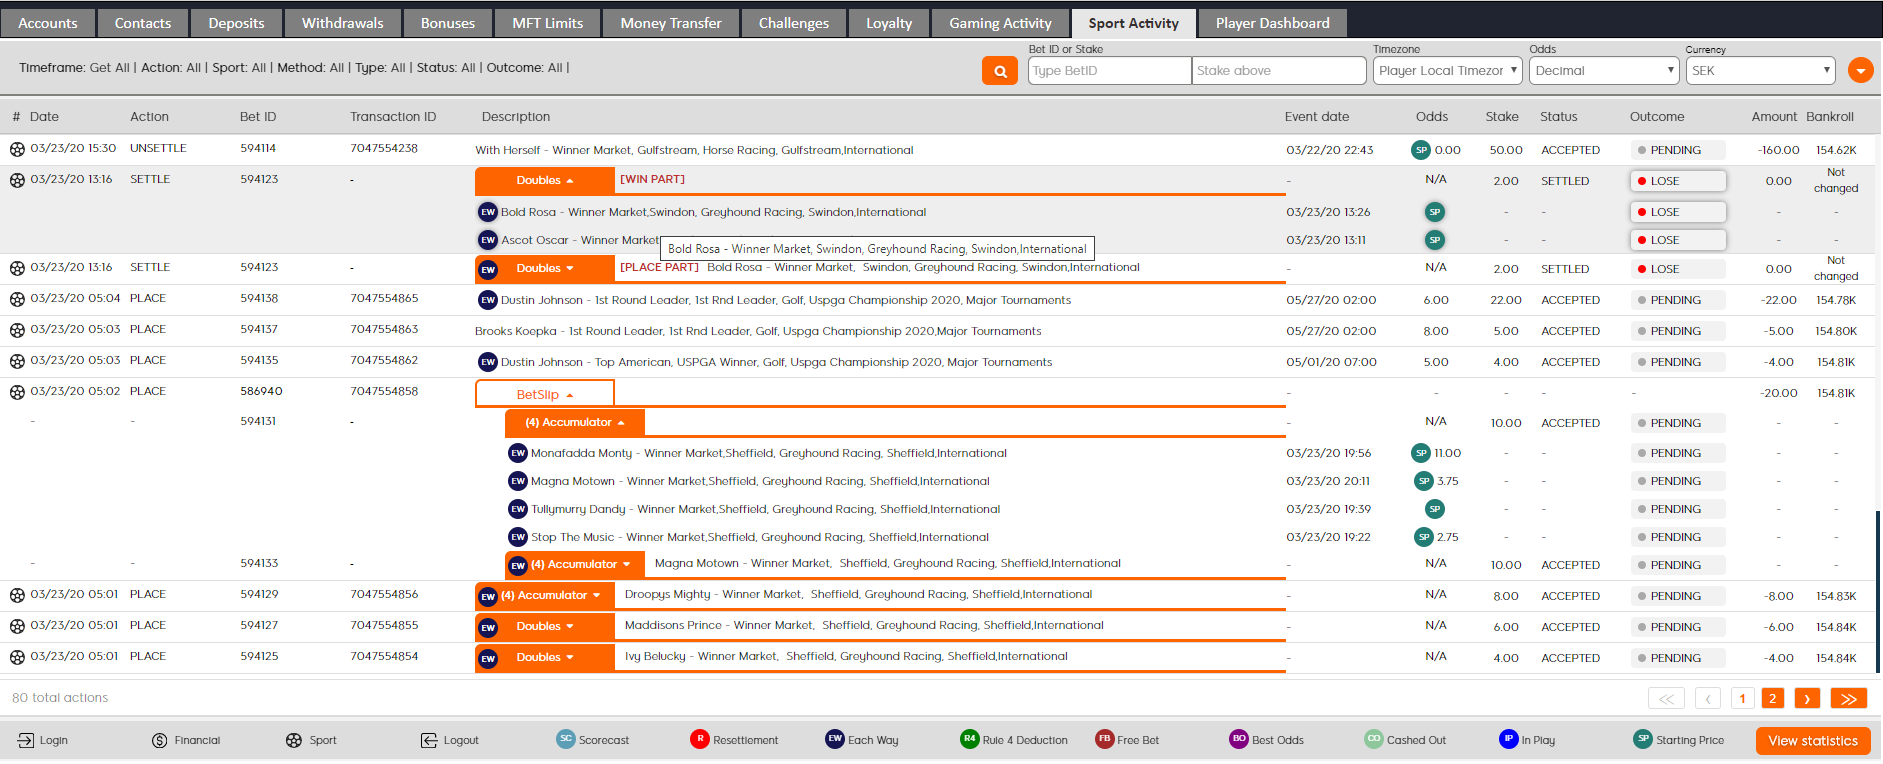 Accounts Contacts Deposits Withdrawals Bonuses MFT Limits Money Transfer Challenges Loyalty Gaming Activity Sport Activity Player Dashboard
Bet ID or Stake Timezone Odds Currency
Timeframe: Get All | Action: All | Sport: All | Method: All | Type: All | Status: All | Outcome: All | Type BetID Stake above Player Local Timezor Decimal SEK
# Date Action Bet ID Transaction ID Description Event date Odds Stake Status Outcome Amount Bankroll
03/23/20 15:30 UNSETTLE 594114 7047554238 With Herself - Winner Market, Gulfstream, Horse Racing, Gulfstream,International 03/22/20 22:43 SP 0.00 50.00 ACCEPTED PENDING -160.00 154.62K
03/23/20 13:16 SETTLE 594123 - Doubles [WIN PART] - N/A 2.00 SETTLED LOSE 0.00 Not changed
EW Bold Rosa - Winner Market,Swindon, Greyhound Racing, Swindon,International 03/23/20 13:26 SP - - LOSE - -
EW Ascot Oscar - Winner Market 03/23/20 13:11 SP - - LOSE - -
Bold Rosa - Winner Market, Swindon, Greyhound Racing, Swindon,International
03/23/20 13:16 SETTLE 594123 - EW Doubles [PLACE PART] Bold Rosa - Winner Market, Swindon, Greyhound Racing, Swindon,International - N/A 2.00 SETTLED LOSE 0.00 Not changed
03/23/20 05:04 PLACE 594138 7047554865 EW Dustin Johnson - 1st Round Leader, 1st Rnd Leader, Golf, Uspga Championship 2020, Major Tournaments 05/27/20 02:00 6.00 22.00 ACCEPTED PENDING -22.00 154.78K
03/23/20 05:03 PLACE 594137 7047554863 Brooks Koepka - 1st Round Leader, 1st Rnd Leader, Golf, Uspga Championship 2020,Major Tournaments 05/27/20 02:00 8.00 5.00 ACCEPTED PENDING -5.00 154.80K
03/23/20 05:03 PLACE 594135 7047554862 EW Dustin Johnson - Top American, USPGA Winner, Golf, Uspga Championship 2020, Major Tournaments 05/01/20 07:00 5.00 4.00 ACCEPTED PENDING -4.00 154.81K
03/23/20 05:02 PLACE 586940 7047554858 BetSlip - - - - - -20.00 154.81K
- - 594131 - (4) Accumulator - N/A 10.00 ACCEPTED PENDING - -
EW Monafadda Monty - Winner Market,Sheffield, Greyhound Racing, Sheffield,International 03/23/20 19:56 SP 11.00 - - PENDING - -
EW Magna Motown - Winner Market,Sheffield, Greyhound Racing, Sheffield,International 03/23/20 20:11 SP 3.75 - - PENDING - -
EW Tullymurry Dandy - Winner Market,Sheffield, Greyhound Racing, Sheffield,International 03/23/20 19:39 SP - - PENDING - -
EW Stop The Music - Winner Market,Sheffield, Greyhound Racing, Sheffield,International 03/23/20 19:22 SP 2.75 - - PENDING - -
- - 594133 - EW (4) Accumulator Magna Motown - Winner Market, Sheffield, Greyhound Racing, Sheffield,International - N/A 10.00 ACCEPTED PENDING - -
03/23/20 05:01 PLACE 594129 7047554856 EW (4) Accumulator Droopys Mighty - Winner Market, Sheffield, Greyhound Racing, Sheffield,International - N/A 8.00 ACCEPTED PENDING -8.00 154.83K
03/23/20 05:01 PLACE 594127 7047554855 EW Doubles Maddisons Prince - Winner Market, Sheffield, Greyhound Racing, Sheffield,International - N/A 6.00 ACCEPTED PENDING -6.00 154.84K
03/23/20 05:01 PLACE 594125 7047554854 EW Doubles Ivy Belucky - Winner Market, Sheffield, Greyhound Racing, Sheffield,International - N/A 4.00 ACCEPTED PENDING -4.00 154.84K
80 total actions 1 2
Login Financial Sport Logout SC Scorecast R Resettlement EW Each Way R4 Rule 4 Deduction FB Free Bet BO Best Odds CO Cashed Out IP In Play SP Starting Price View statistics